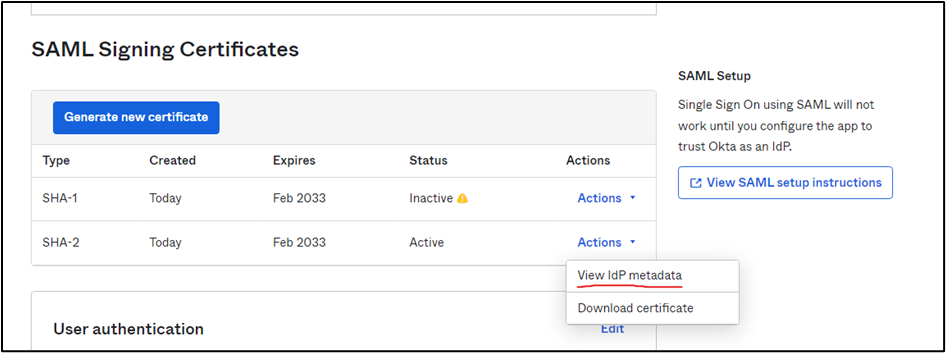 SAML Signing Certificates
Generate new certificate
Type Created Expires Status Actions
SHA-1 Today Feb 2033 Inactive Actions
SHA-2 Today Feb 2033 Active Actions
View IdP metadata
Download certificate
User authentication
Edit
SAML Setup
Single Sign On using SAML will not
work until you configure the app to
trust Okta as an IdP.
View SAML setup instructions